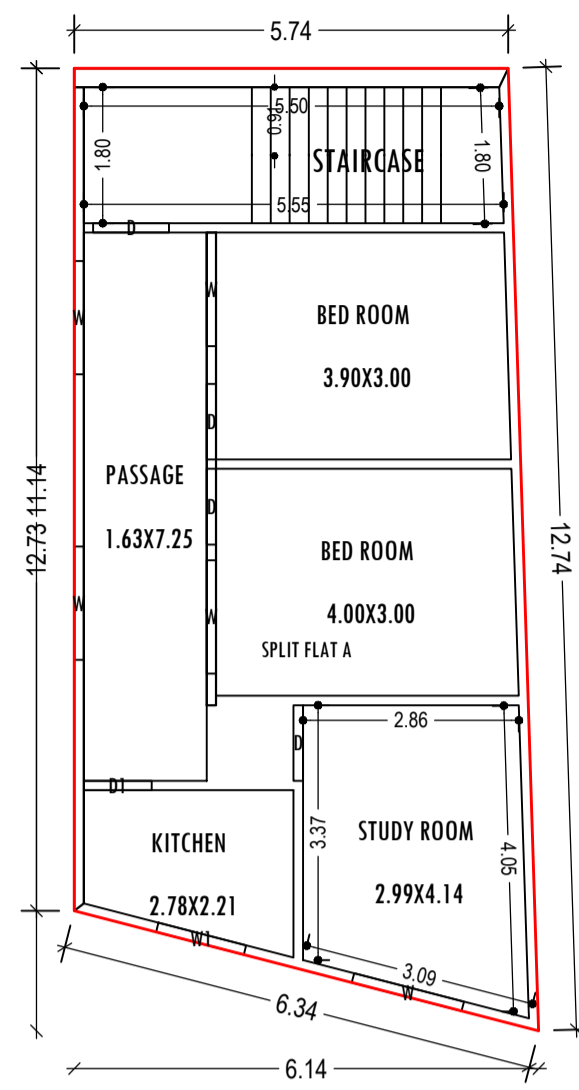 5.74
5.50
0.91
1.80
STAIRCASE
1.80
5.55
D
W
W
BED ROOM
3.90X3.00
D
PASSAGE
1.63X7.25
D
BED ROOM
4.00X3.00
W
W
SPLIT FLAT A
12.73
11.14
12.74
2.86
D
D1
3.37
STUDY ROOM
2.99X4.14
4.05
KITCHEN
2.78X2.21
W1
3.09
W
6.34
6.14